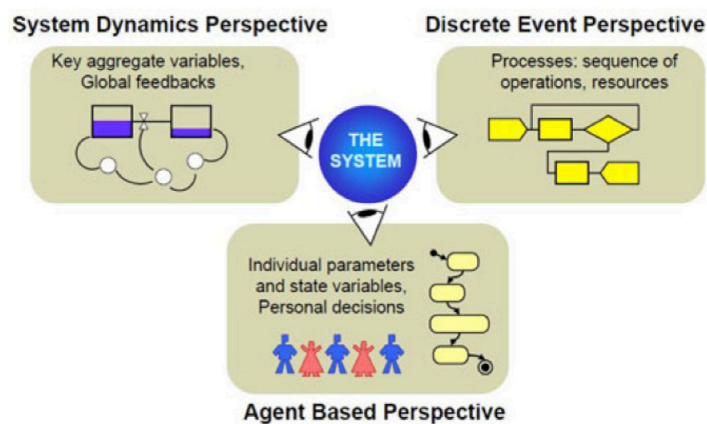 System Dynamics Perspective
Key aggregate variables,
Global feedbacks
Discrete Event Perspective
Processes: sequence of
operations, resources
THE
SYSTEM
Individual parameters
and state variables,
Personal decisions
Agent Based Perspective